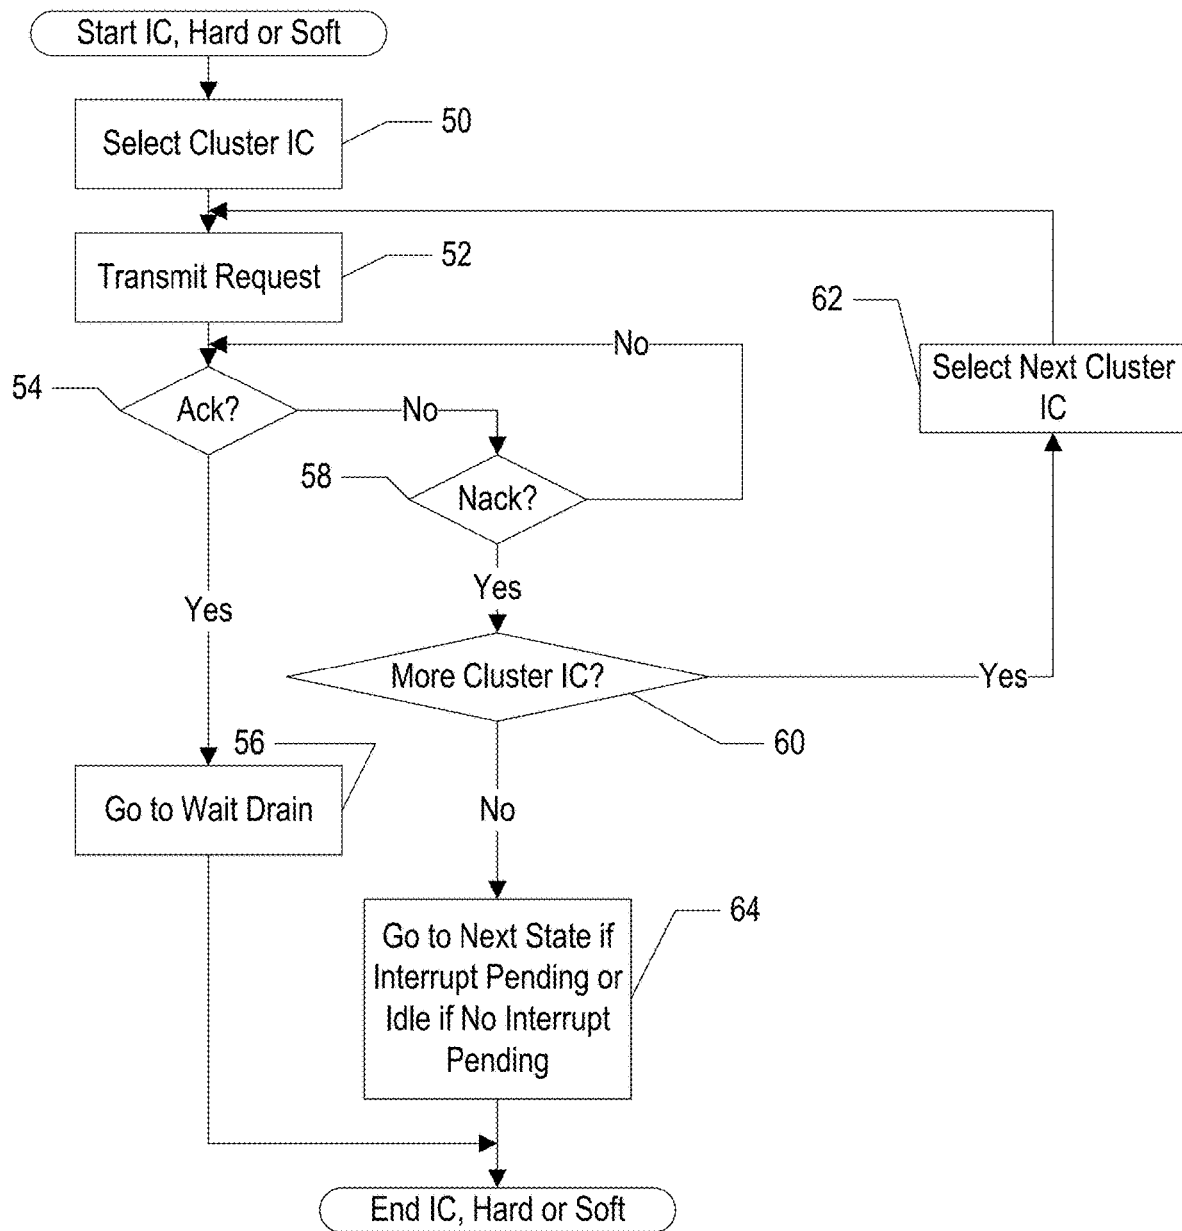 Start IC, Hard or Soft
Select Cluster IC
50
Transmit Request
52
62
Select Next Cluster
IC
No
54
Ack?
No
58
Nack?
Yes
Yes
More Cluster IC?
Yes
60
56
Go to Wait Drain
No
64
Go to Next State if
Interrupt Pending or
Idle if No Interrupt
Pending
End IC, Hard or Soft